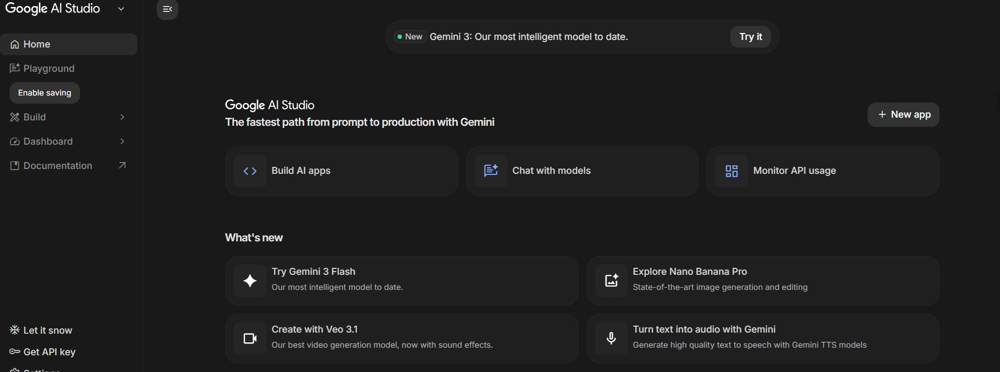 Google AI Studio
Home
Playground
Enable saving
Build
Dashboard
Documentation
Let it snow
Get API key
Settings
New Gemini 3: Our most intelligent model to date. Try it
Google AI Studio
The fastest path from prompt to production with Gemini
+ New app
Build AI apps
Chat with models
Monitor API usage
What's new
Try Gemini 3 Flash
Our most intelligent model to date.
Explore Nano Banana Pro
State-of-the-art image generation and editing
Create with Veo 3.1
Our best video generation model, now with sound effects.
Turn text into audio with Gemini
Generate high quality text to speech with Gemini TTS models